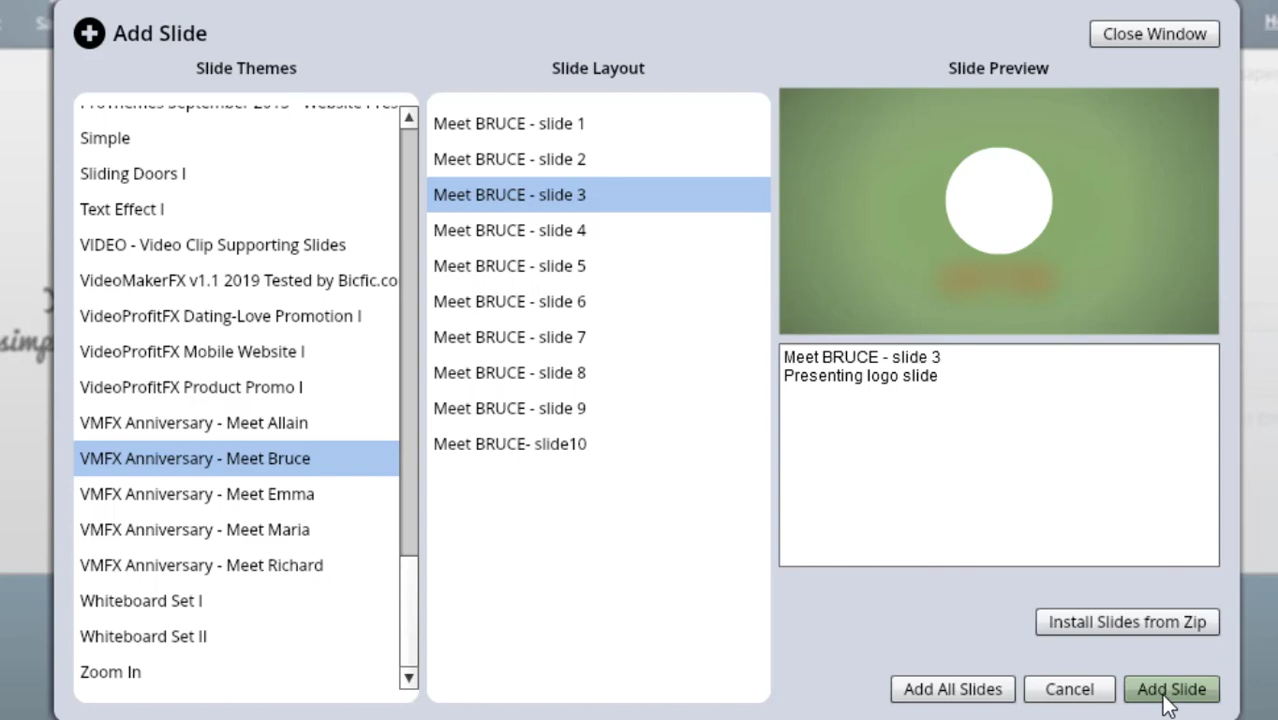 Add Slide
Close Window
Slide Themes
Slide Layout
Slide Preview
Simple
Sliding Doors I
Text Effect I
VIDEO - Video Clip Supporting Slides
VideoMakerFX v1.1 2019 Tested by Bicfic.co
VideoProfitFX Dating-Love Promotion I
VideoProfitFX Mobile Website I
VideoProfitFX Product Promo I
VMFX Anniversary - Meet Allain
VMFX Anniversary - Meet Bruce
VMFX Anniversary - Meet Emma
VMFX Anniversary - Meet Maria
VMFX Anniversary - Meet Richard
Whiteboard Set I
Whiteboard Set II
Zoom In
Meet BRUCE - slide 1
Meet BRUCE - slide 2
Meet BRUCE - slide 3
Meet BRUCE - slide 4
Meet BRUCE - slide 5
Meet BRUCE - slide 6
Meet BRUCE - slide 7
Meet BRUCE - slide 8
Meet BRUCE - slide 9
Meet BRUCE- slide10
Meet BRUCE - slide 3
Presenting logo slide
Install Slides from Zip
Add All Slides
Cancel
Add Slide